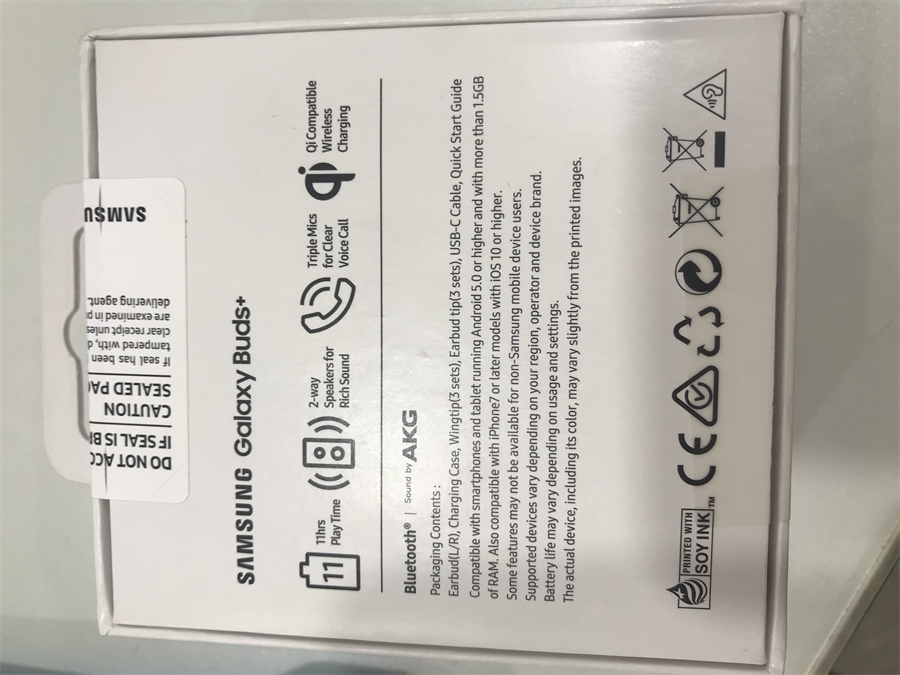 SAMSUNG Galaxy Buds+
11
11hrs
Play Time
2-way
Speakers for
Rich Sound
Triple Mics
for Clear
Voice Call
Qi Compatible
Wireless
Charging
Bluetooth® | Sound by AKG
Packaging Contents :
Earbud(L/R), Charging Case, Wingtip(3 sets), Earbud tip(3 sets), USB-C Cable, Quick Start Guide
Compatible with smartphones and tablet running Android 5.0 or higher and with more than 1.5GB
of RAM. Also compatible with iPhone7 or later models with iOS 10 or higher.
Some features may not be available for non-Samsung mobile device users.
Supported devices vary depending on your region, operator and device brand.
Battery life may vary depending on usage and settings.
The actual device, including its color, may vary slightly from the printed images.
PRINTED WITH
SOY INK™
CE
DO NOT ACC
IF SEAL IS B
CAUTION
SEALED PAC
If seal has been
tampered with, d
clear receipt unles
are examined in p
delivering agent.
SAMSU